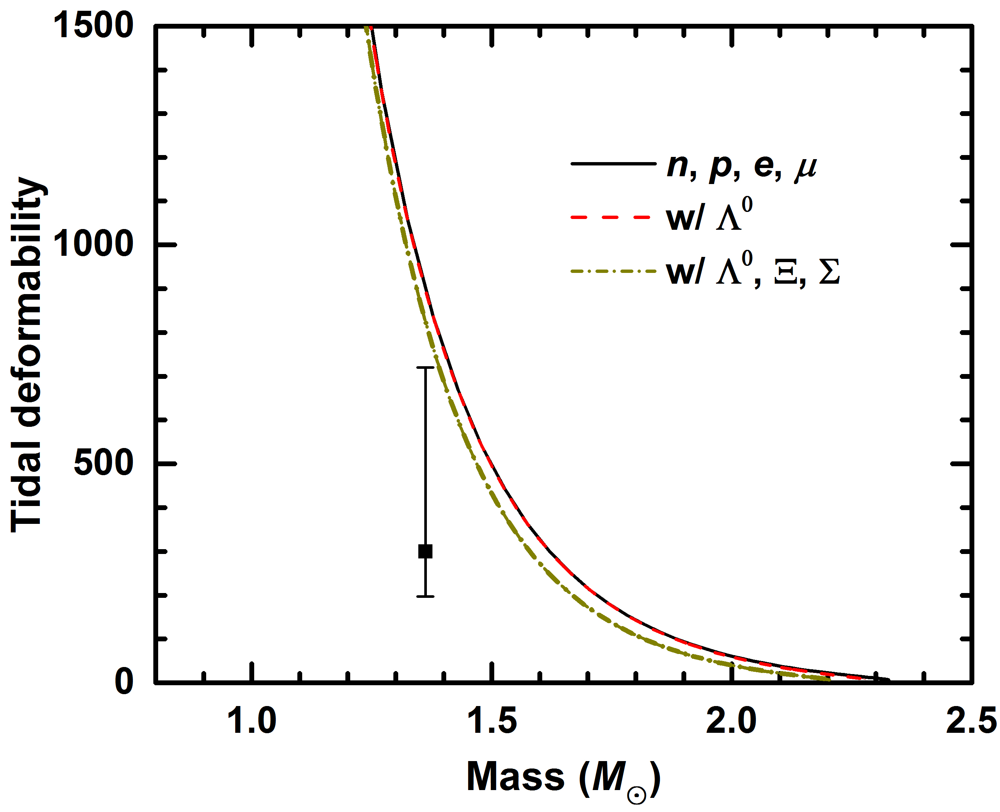 1500
1000
500
0
Tidal deformability
n, p, e, μ
w/ Λ⁰
w/ Λ⁰, Ξ, Σ
1.0 1.5 2.0 2.5
Mass (M☉)